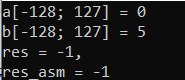 a[-128; 127] = 0
b[-128; 127] = 5
res = -1,
res_asm = -1